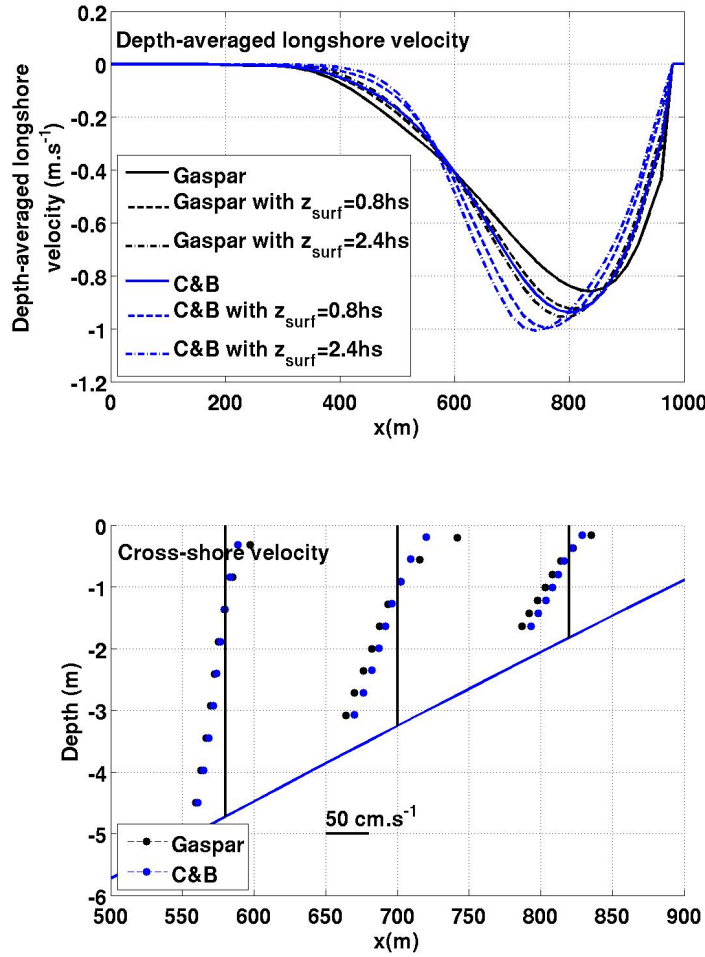 0.2
Depth-averaged longshore velocity
0
-0.2
-0.4
-0.6
-0.8
-1
-1.2
Depth-averaged longshore
velocity (m.s-1)
Gaspar
Gaspar with zsurf=0.8hs
Gaspar with zsurf=2.4hs
C&B
C&B with zsurf=0.8hs
C&B with zsurf=2.4hs
0 200 400 600 800 1000
x(m)
0
Cross-shore velocity
-1
-2
-3
-4
-5
-6
Depth (m)
50 cm.s-1
Gaspar
C&B
500 550 600 650 700 750 800 850 900
x(m)